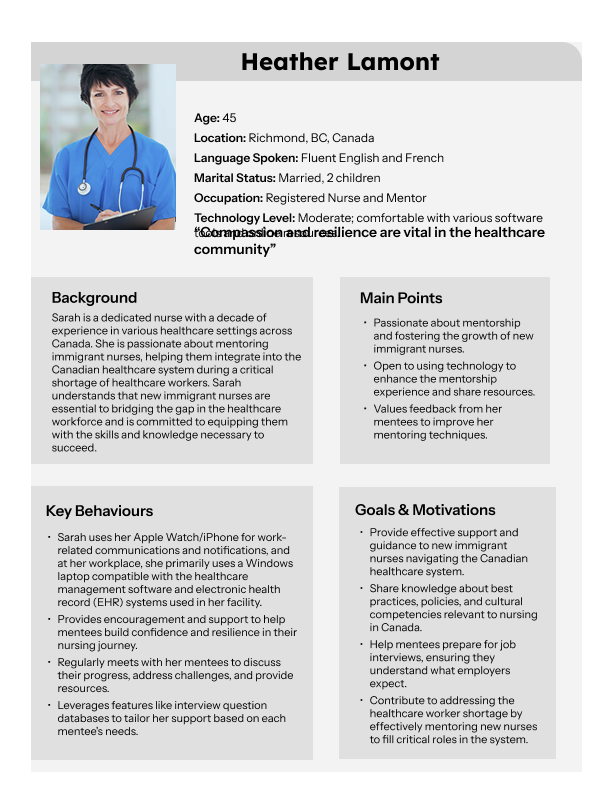 Heather Lamont
Age: 45
Location: Richmond, BC, Canada
Language Spoken: Fluent English and French
Marital Status: Married, 2 children
Occupation: Registered Nurse and Mentor
Technology Level: Moderate; comfortable with various software
“Compassion and resilience are vital in the healthcare
community”
Background
Sarah is a dedicated nurse with a decade of
experience in various healthcare settings across
Canada. She is passionate about mentoring
immigrant nurses, helping them integrate into the
Canadian healthcare system during a critical
shortage of healthcare workers. Sarah
understands that new immigrant nurses are
essential to bridging the gap in the healthcare
workforce and is committed to equipping them
with the skills and knowledge necessary to
succeed.
Main Points
• Passionate about mentorship
and fostering the growth of new
immigrant nurses.
• Open to using technology to
enhance the mentorship
experience and share resources.
• Values feedback from her
mentees to improve her
mentoring techniques.
Key Behaviours
• Sarah uses her Apple Watch/iPhone for work-
related communications and notifications, and
at her workplace, she primarily uses a Windows
laptop compatible with the healthcare
management software and electronic health
record (EHR) systems used in her facility.
• Provides encouragement and support to help
mentees build confidence and resilience in their
nursing journey.
• Regularly meets with her mentees to discuss
their progress, address challenges, and provide
resources.
• Leverages features like interview question
databases to tailor her support based on each
mentee's needs.
Goals & Motivations
• Provide effective support and
guidance to new immigrant
nurses navigating the Canadian
healthcare system.
• Share knowledge about best
practices, policies, and cultural
competencies relevant to nursing
in Canada.
• Help mentees prepare for job
interviews, ensuring they
understand what employers
expect.
• Contribute to addressing the
healthcare worker shortage by
effectively mentoring new nurses
to fill critical roles in the system.